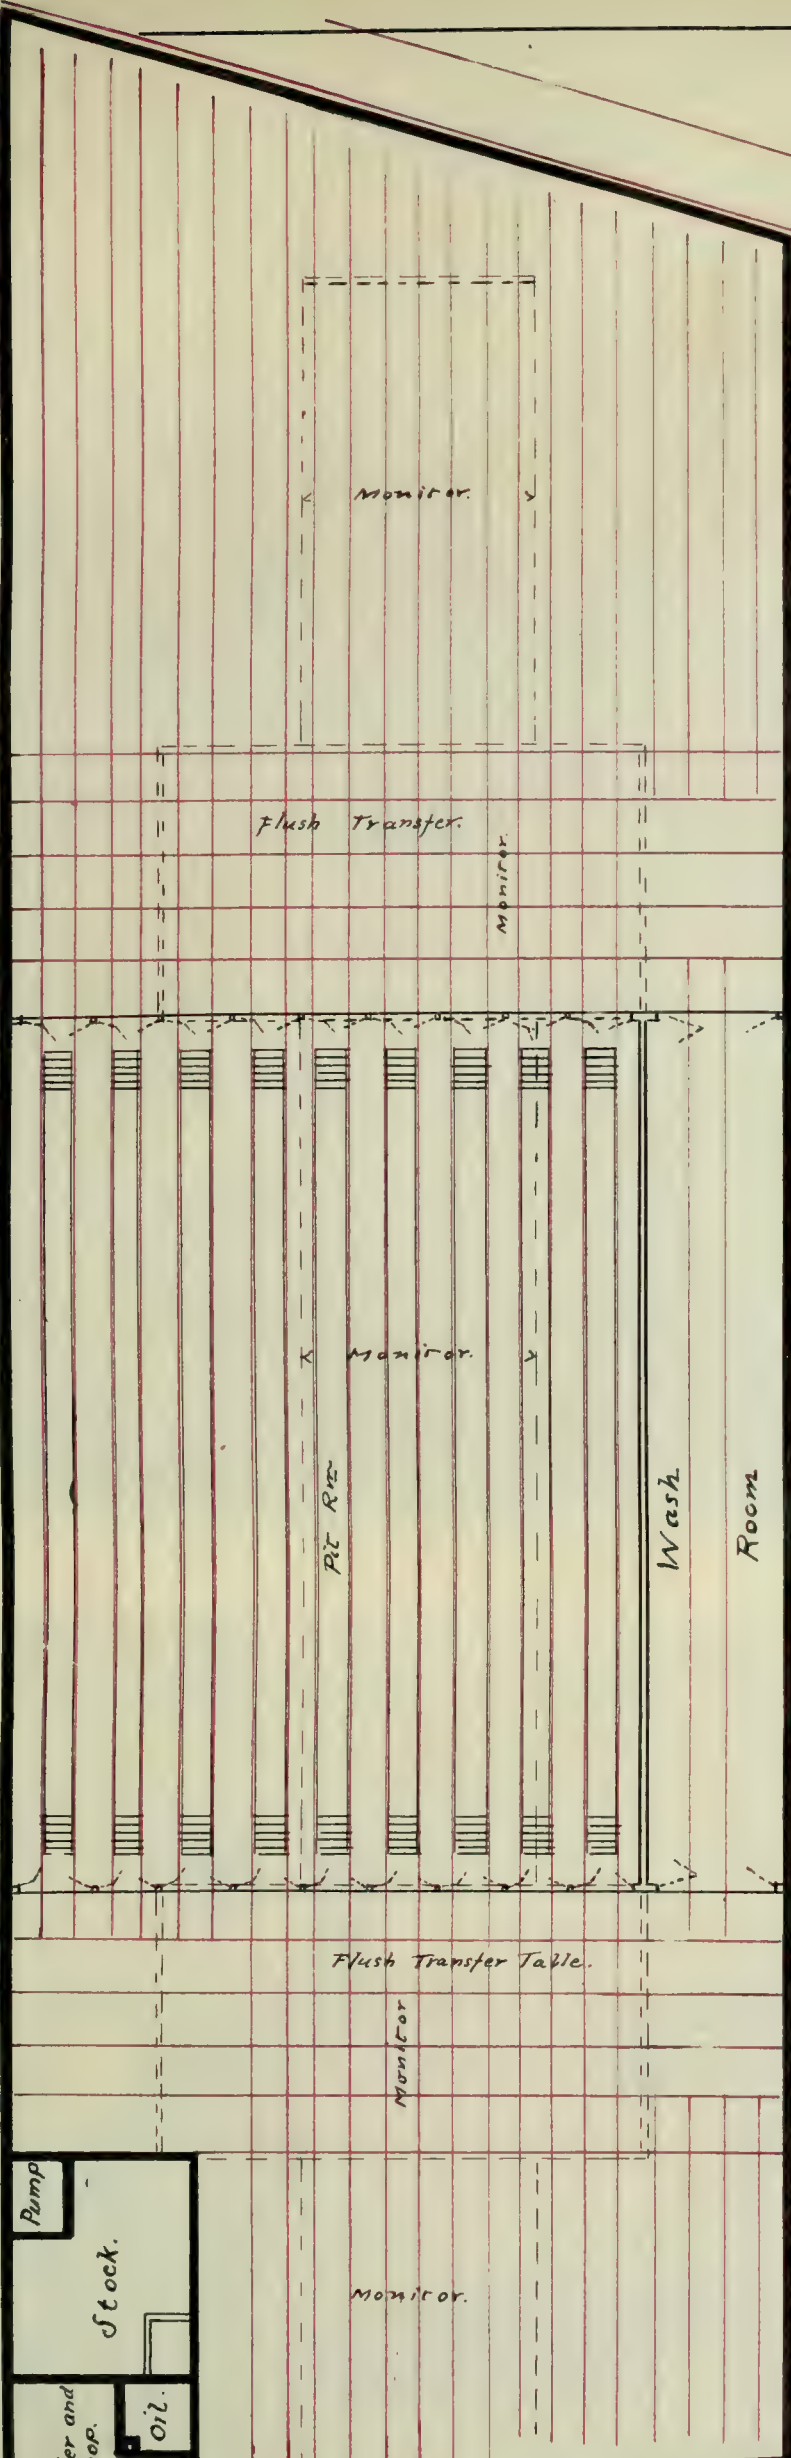 Monitor.
Flush Transfer.
Monitor
Monitor.
Pit Rm
Wash
Room
Flush Transfer Table.
Monitor
Pump
Stock.
Monitor.
Oil.
er and
op.